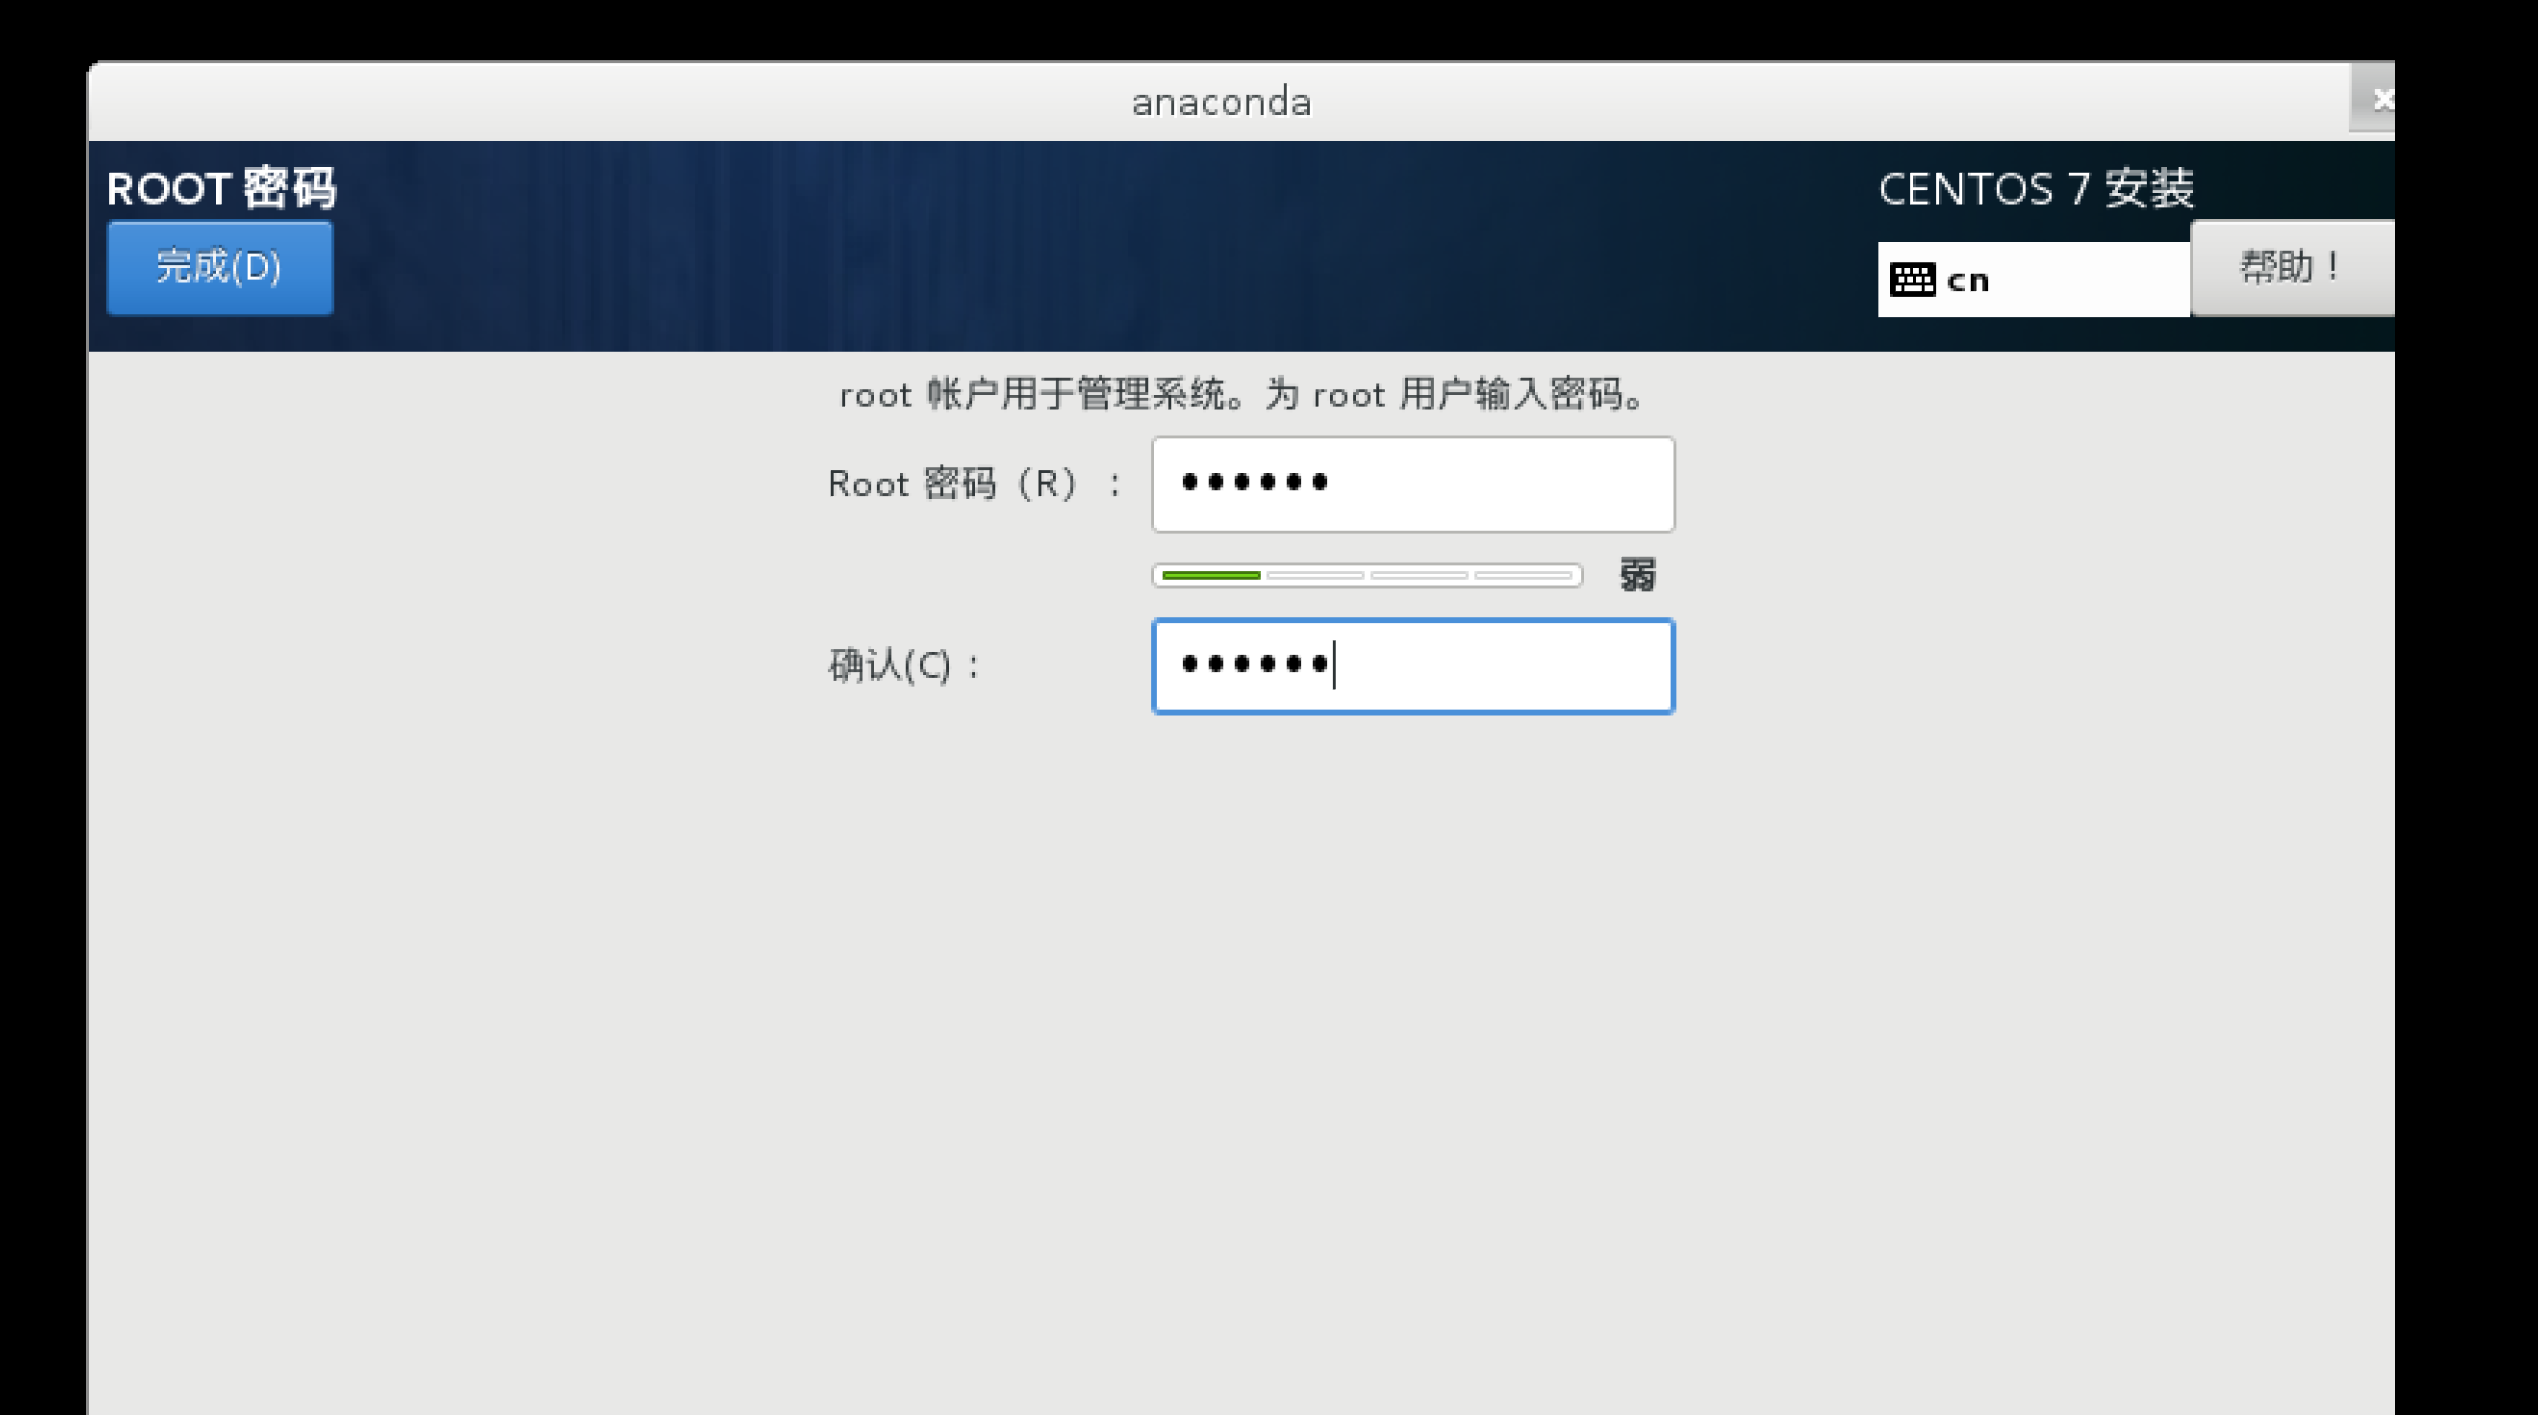 anaconda
ROOT 密码
CENTOS 7 安装
完成(D)
cn
帮助！
root 帐户用于管理系统。为 root 用户输入密码。
Root 密码（R） ：
••••••
弱
确认(C)：
••••••